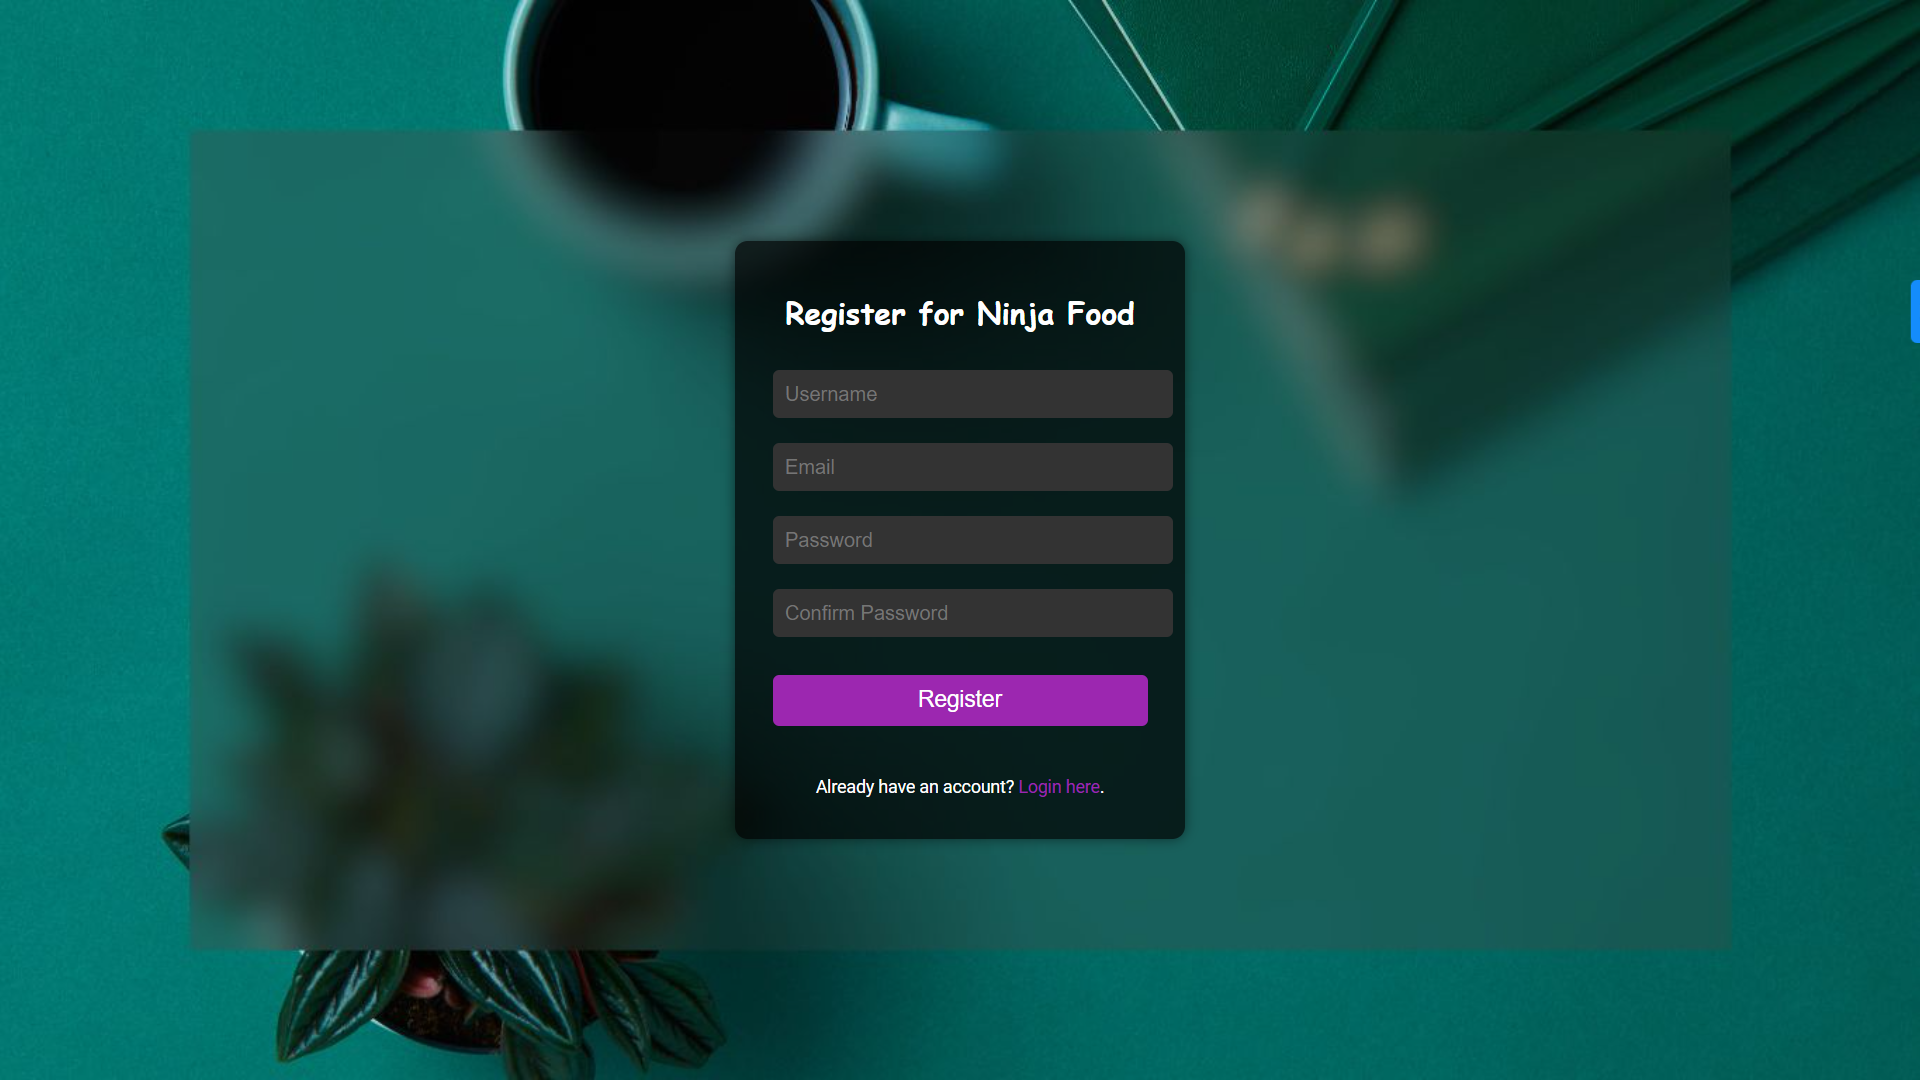 Register for Ninja Food
Username
Email
Password
Confirm Password
Register
Already have an account? Login here.